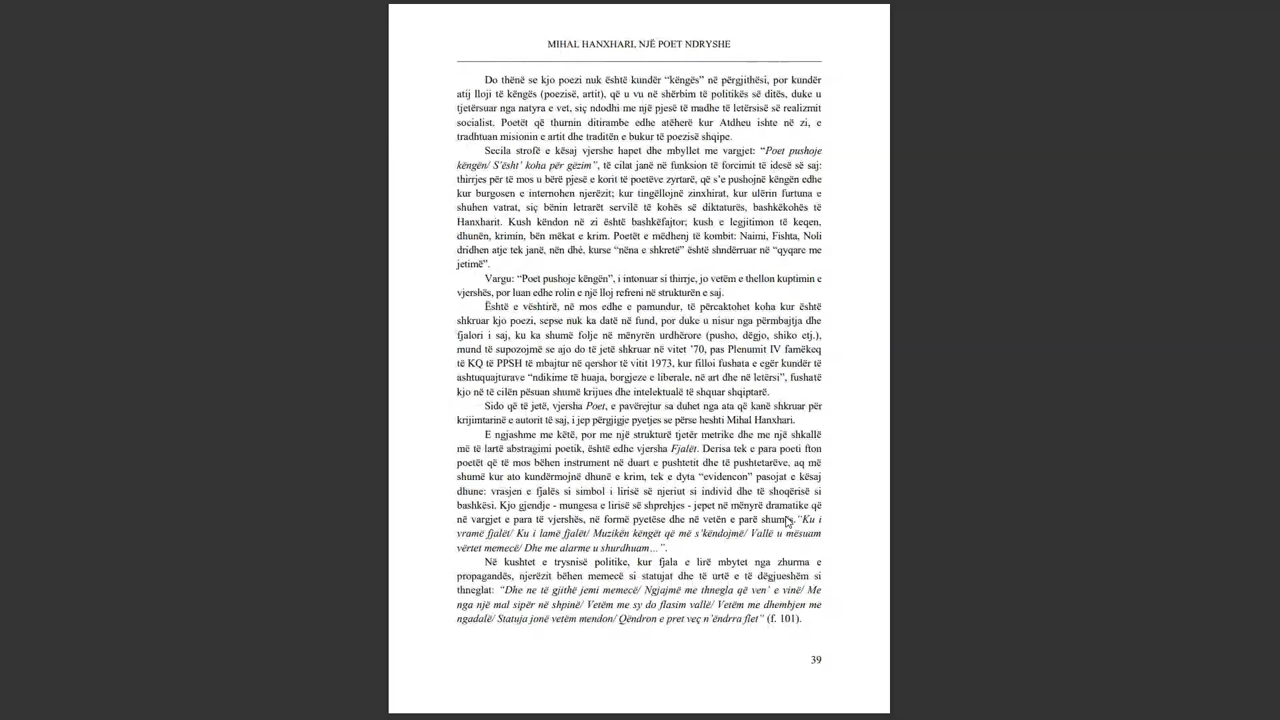 MIHAL HANXHARI, NJË POET NDRYSHE
Do thënë se kjo poezi nuk është kundër “këngës” në përgjithësi, por kundër
atij lloji të këngës (poezisë, artit), që u vu në shërbim të politikës së ditës, duke u
tjetërsuar nga natyra e vet, siç ndodhi me një pjesë të madhe të letërsisë së realizmit
socialist. Poetët që thurnin ditirambe edhe atëherë kur Atdheu ishte në zi, e
tradhtuan misionin e artit dhe traditën e bukur të poezisë shqipe.
Secila strofë e kësaj vjershe hapet dhe mbyllet me vargjet: “Poet pushoje
këngën/ S’ësht’ koha për gëzim”, të cilat janë në funksion të forcimit të idesë së saj:
thirrjes për të mos u bërë pjesë e korit të poetëve zyrtarë, që s’e pushojnë këngën edhe
kur burgosen e internohen njerëzit; kur tingëllojnë zinxhirat, kur ulërin furtuna e
shuhen vatrat, siç bënin letrarët servilë të kohës së diktaturës, bashkëkohës të
Hanxharit. Kush këndon në zi është bashkëfajtor; kush e legjitimon të keqen,
dhunën, krimin, bën mëkat e krim. Poetët e mëdhenj të kombit: Naimi, Fishta, Noli
dridhen atje tek janë, nën dhé, kurse “nëna e shkretë” është shndërruar në “qyqare me
jetimë”.
Vargu: “Poet pushoje këngën”, i intonuar si thirrje, jo vetëm e thellon kuptimin e
vjershës, por luan edhe rolin e një lloj refreni në strukturën e saj.
Është e vështirë, në mos edhe e pamundur, të përcaktohet koha kur është
shkruar kjo poezi, sepse nuk ka datë në fund, por duke u nisur nga përmbajtja dhe
fjalori i saj, ku ka shumë folje në mënyrën urdhërore (pusho, dëgjo, shiko etj.),
mund të supozojmë se ajo do të jetë shkruar në vitet ’70, pas Plenumit IV famëkeq
të KQ të PPSH të mbajtur në qershor të vitit 1973, kur filloi fushata e egër kundër të
ashtuquajturave “ndikime të huaja, borgjeze e liberale, në art dhe në letërsi”, fushatë
kjo në të cilën pësuan shumë krijues dhe intelektualë të shquar shqiptarë.
Sido që të jetë, vjersha Poet, e pavërejtur sa duhet nga ata që kanë shkruar për
krijimtarinë e autorit të saj, i jep përgjigje pyetjes se përse heshti Mihal Hanxhari.
E ngjashme me këtë, por me një strukturë tjetër metrike dhe me një shkallë
më të lartë abstragimi poetik, është edhe vjersha Fjalët. Derisa tek e para poeti fton
poetët që të mos bëhen instrument në duart e pushtetit dhe të pushtetarëve, aq më
shumë kur ato kundërmojnë dhunë e krim, tek e dyta “evidencon” pasojat e kësaj
dhune: vrasjen e fjalës si simbol i lirisë së njeriut si individ dhe të shoqërisë si
bashkësi. Kjo gjendje - mungesa e lirisë së shprehjes - jepet në mënyrë dramatike që
në vargjet e para të vjershës, në formë pyetëse dhe në vetën e parë shumës. “Ku i
vramë fjalët/ Ku i lamë fjalët/ Muzikën këngët që më s’këndojmë/ Vallë u mësuam
vërtet memecë/ Dhe me alarme u shurdhuam…”.
Në kushtet e trysnisë politike, kur fjala e lirë mbytet nga zhurma e
propagandës, njerëzit bëhen memecë si statujat dhe të urtë e të dëgjueshëm si
thneglat: “Dhe ne të gjithë jemi memecë/ Ngjajmë me thnegla që ven’ e vinë/ Me
nga një mal sipër në shpinë/ Vetëm me sy do flasim vallë/ Vetëm me dhembjen me
ngadalë/ Statuja jonë vetëm mendon/ Qëndron e pret veç n’ëndrra flet” (f. 101).
39